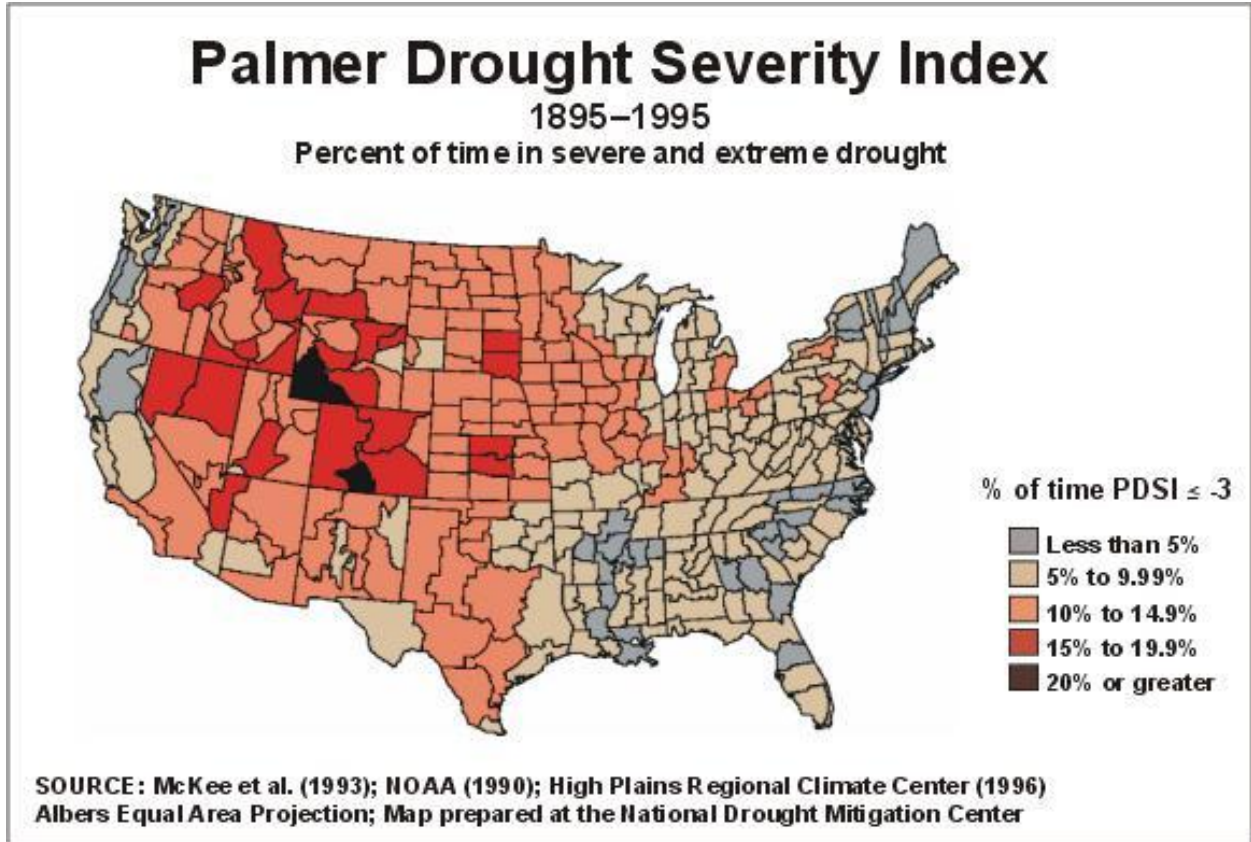 Palmer Drought Severity Index
1895–1995
Percent of time in severe and extreme drought
% of time PDSI ≤ -3
Less than 5%
5% to 9.99%
10% to 14.9%
15% to 19.9%
20% or greater
SOURCE: McKee et al. (1993); NOAA (1990); High Plains Regional Climate Center (1996)
Albers Equal Area Projection; Map prepared at the National Drought Mitigation Center